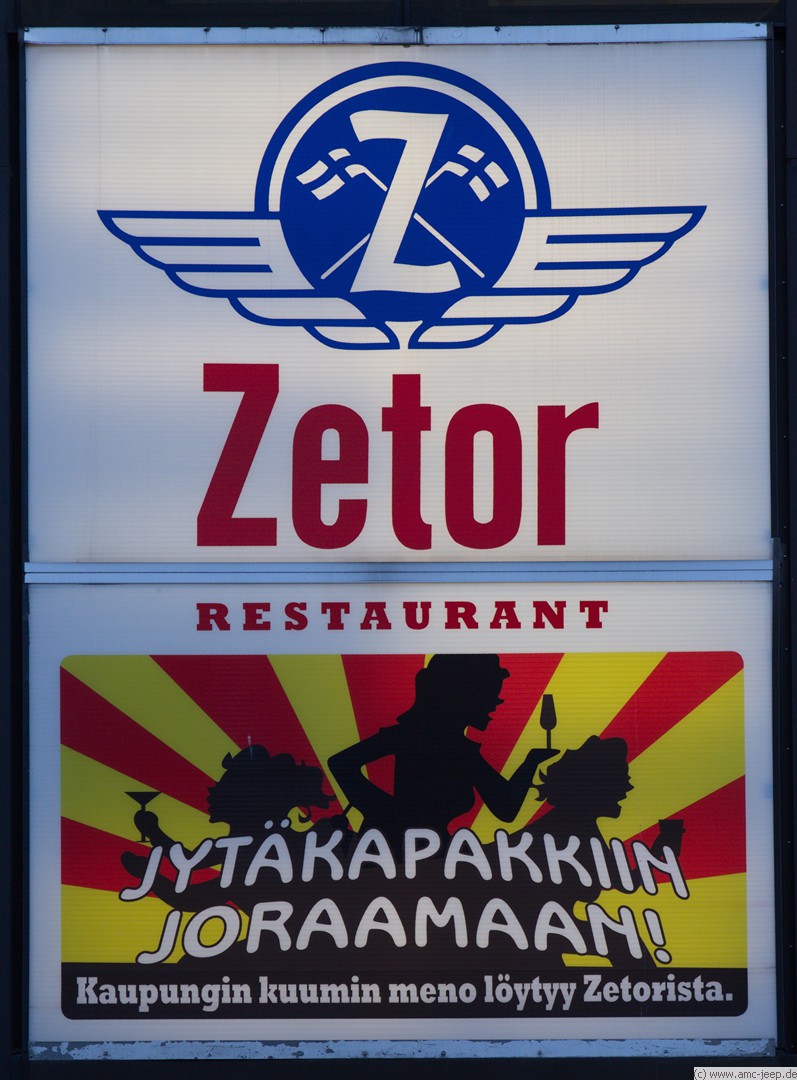 Z
Zetor
RESTAURANT
JYTÄKAPAKKIIN
JORAAMAAN!
Kaupungin kuumin meno löytyy Zetorista.
(c) www.amc-jeep.de